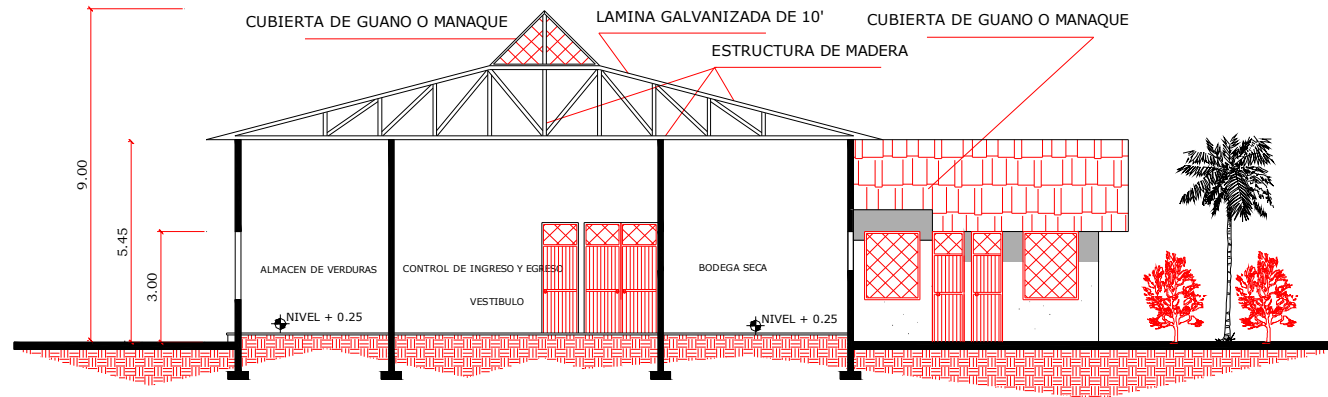 CUBIERTA DE GUANO O MANAQUE
LAMINA GALVANIZADA DE 10'
CUBIERTA DE GUANO O MANAQUE
ESTRUCTURA DE MADERA
9.00
5.45
3.00
ALMACEN DE VERDURAS
CONTROL DE INGRESO Y EGRESO
VESTIBULO
BODEGA SECA
NIVEL + 0.25
NIVEL + 0.25